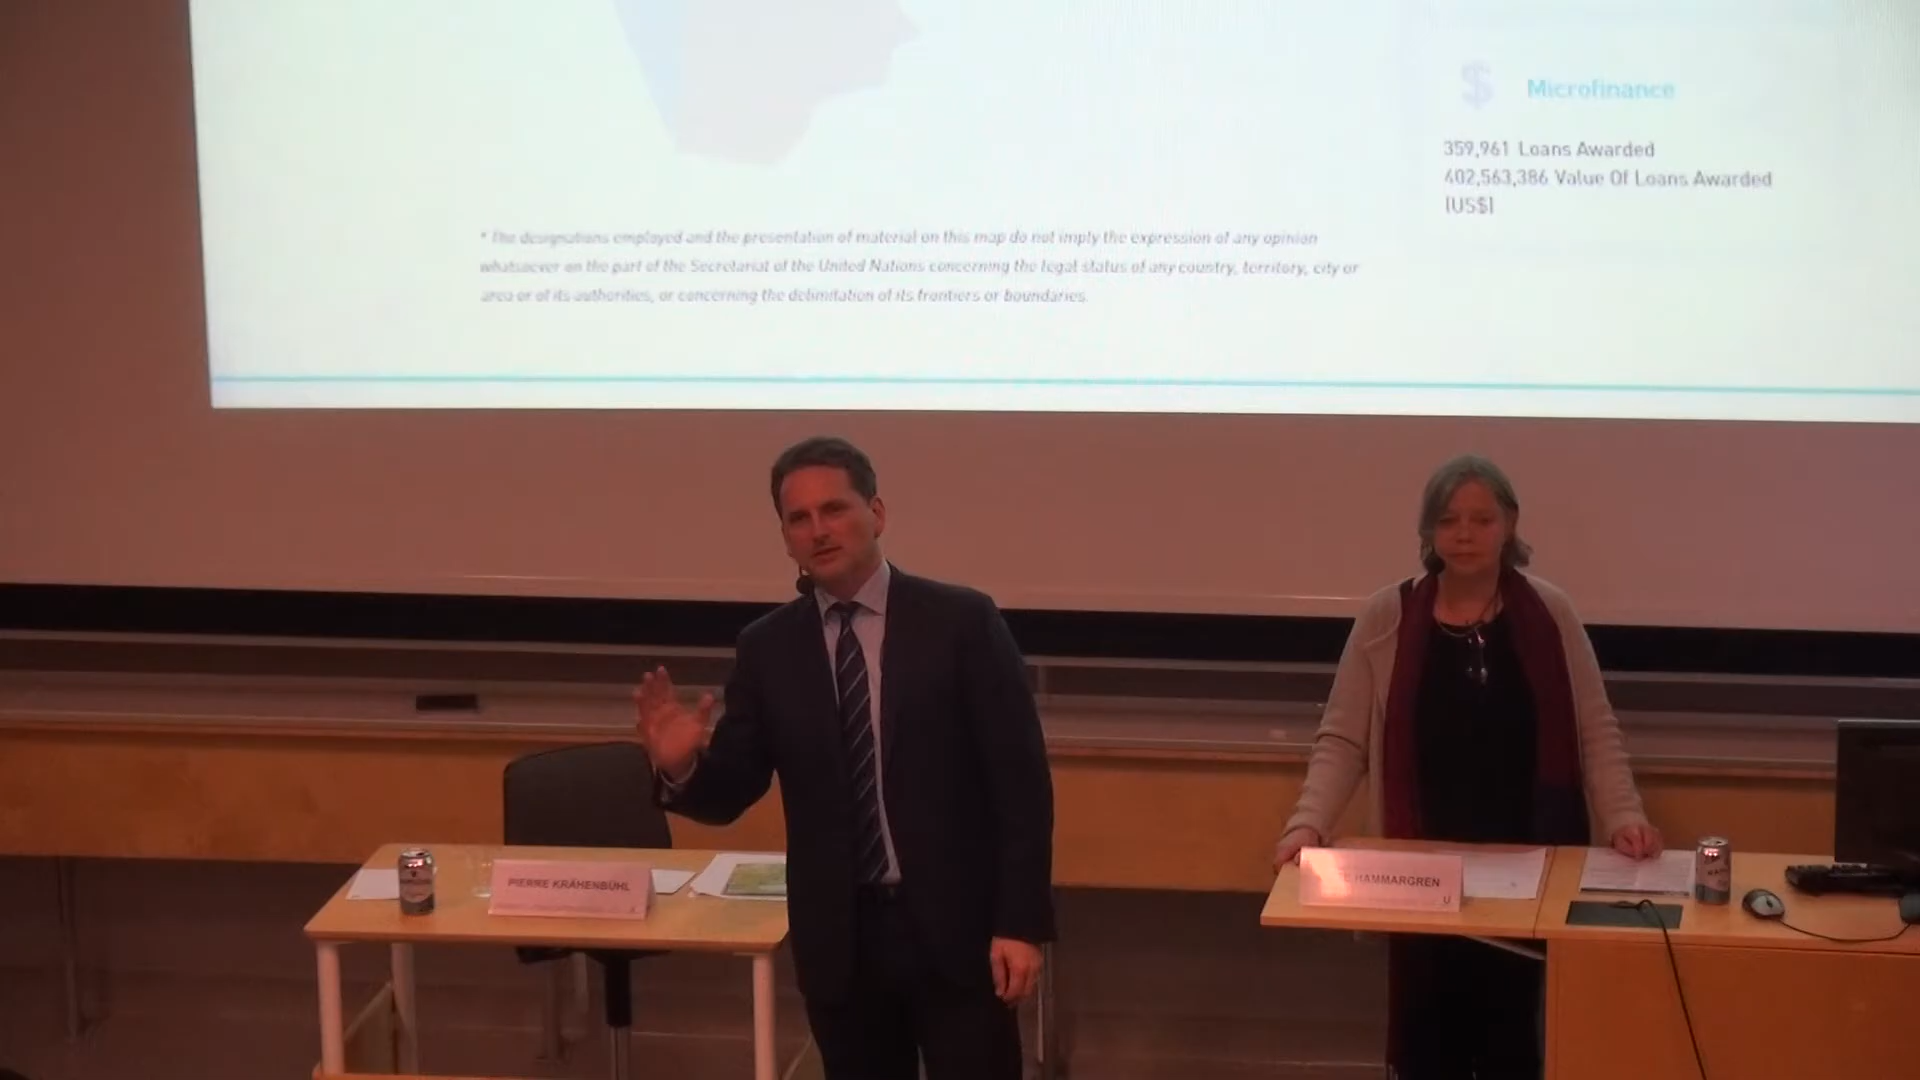 $ Microfinance
359,961 Loans Awarded
402,563,386 Value Of Loans Awarded
[US$]
* The designations employed and the presentation of material on this map do not imply the expression of any opinion
whatsoever on the part of the Secretariat of the United Nations concerning the legal status of any country, territory, city or
area or of its authorities, or concerning the delimitation of its frontiers or boundaries.
PIERRE KRÄHENBÜHL
HAMMARGREN